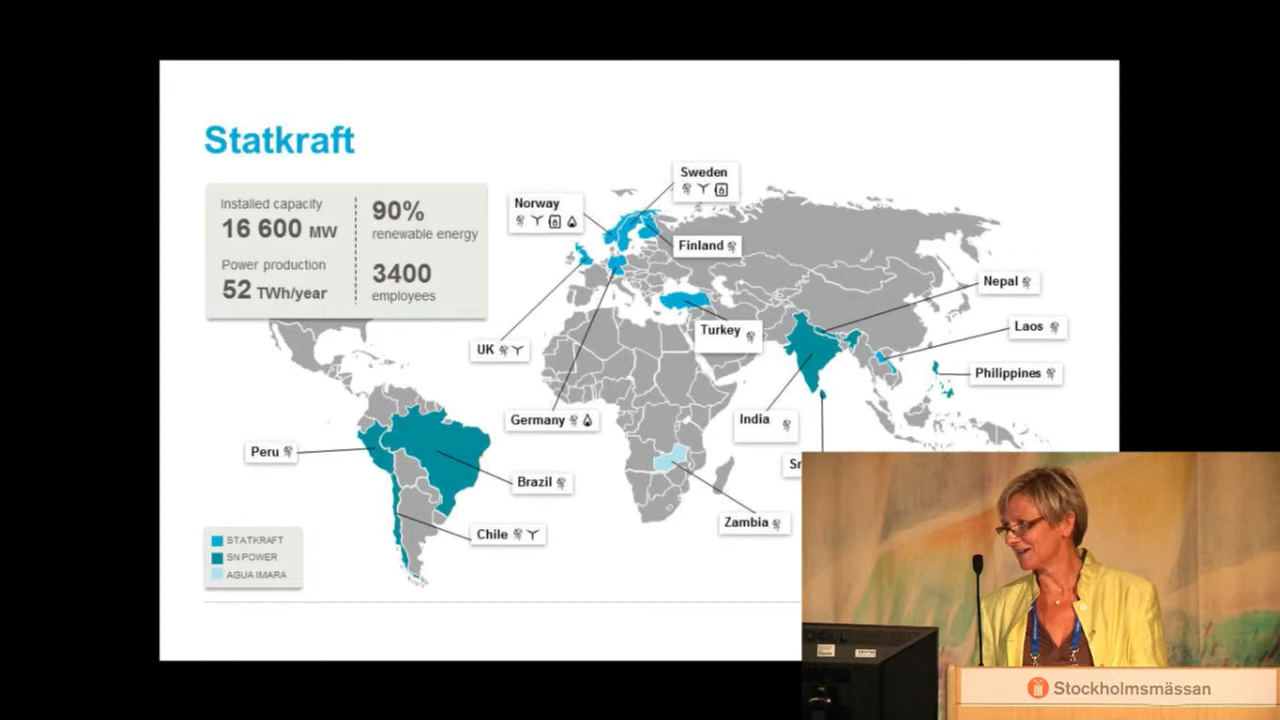 Statkraft
Installed capacity
16 600 MW
90%
renewable energy
Power production
52 TWh/year
3400
employees
Sweden
Norway
Finland
Nepal
Laos
Turkey
UK
Philippines
Germany
India
Peru
Brazil
Zambia
Chile
STATKRAFT
SN POWER
AGUA IMARA
Stockholmsmässan